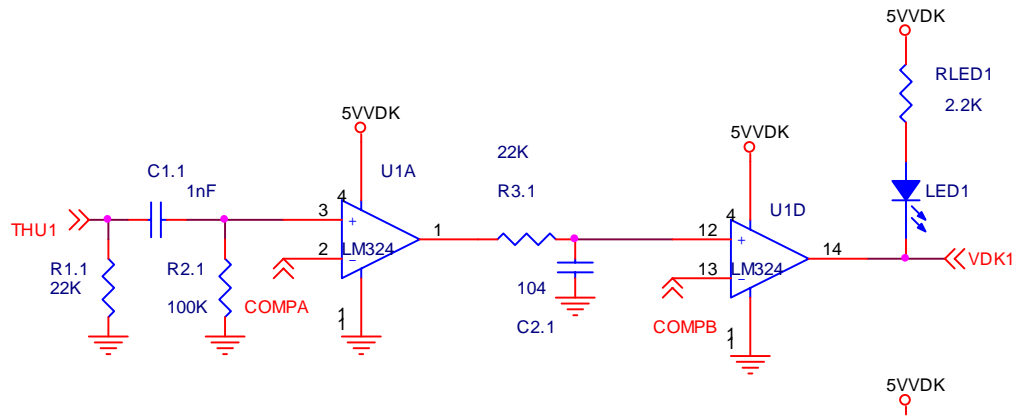 5VVDK
RLED1
2.2K
5VVDK
5VVDK
22K
C1.1
1nF
U1A
R3.1
LED1
4
4
U1D
THU1
3
+
1
12
+
14
VDK1
2
-
LM324
13
-
LM324
R1.1
22K
R2.1
100K
COMPA
104
C2.1
COMPB
11
11
5VVDK